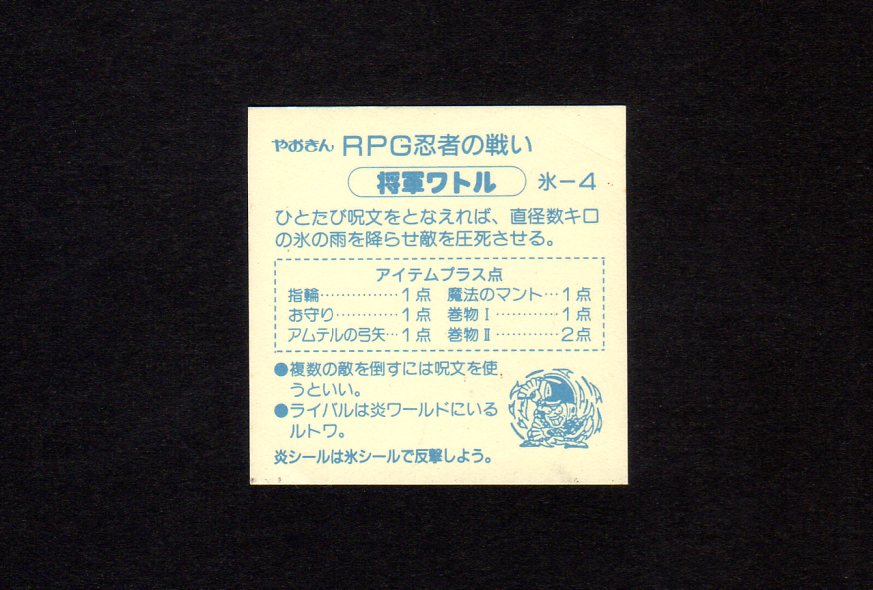 やおきん RPG忍者の戦い
将軍ワトル 氷－4
ひとたび呪文をとなえれば、直径数キロ
の氷の雨を降らせ敵を圧死させる。
アイテムプラス点
指輪……………1点 魔法のマント…1点
お守り…………1点 巻物Ⅰ…………1点
アムテルの弓矢…1点 巻物Ⅱ…………2点
●複数の敵を倒すには呪文を使
うといい。
●ライバルは炎ワールドにいる
ルトワ。
炎シールは氷シールで反撃しよう。